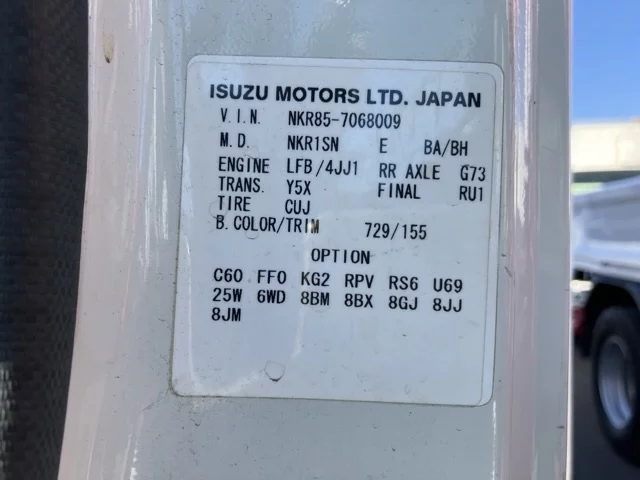 ISUZU MOTORS LTD. JAPAN
V.I.N. NKR85-7068009
M.D. NKR1SN E BA/BH
ENGINE LFB/4JJ1 RR AXLE G73
TRANS. Y5X FINAL RU1
TIRE CUJ
B.COLOR/TRIM 729/155
OPTION
C60 FF0 KG2 RPV RS6 U69
25W 6WD 8BM 8BX 8GJ 8JJ
8JM